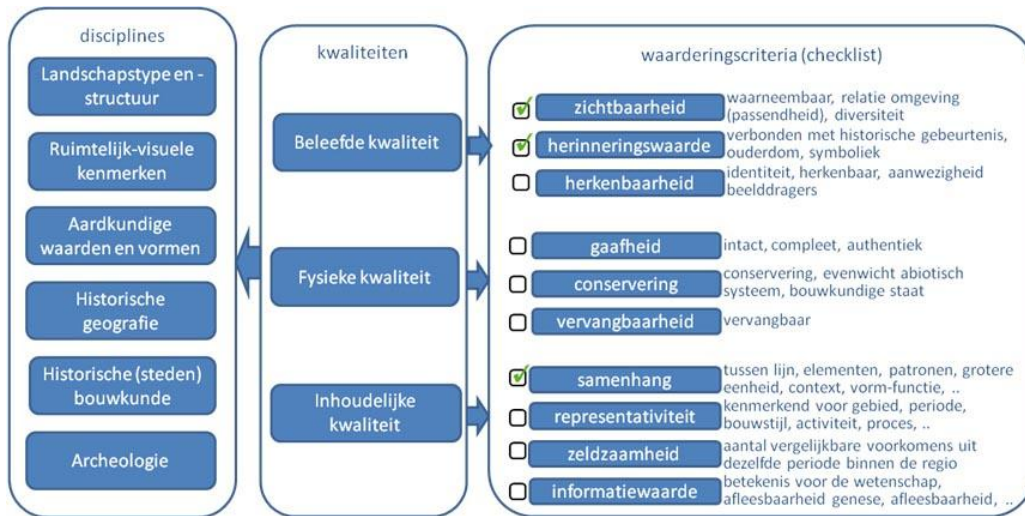 disciplines
Landschapstype en -
structuur
Ruimtelijk-visuele
kenmerken
Aardkundige
waarden en vormen
Historische
geografie
Historische (steden)
bouwkunde
Archeologie
kwaliteiten
Beleefde kwaliteit
Fysieke kwaliteit
Inhoudelijke
kwaliteit
waarderingscriteria (checklist)
zichtbaarheid
waarneembaar, relatie omgeving
(passendheid), diversiteit
herinneringswaarde
verbonden met historische gebeurtenis,
ouderdom, symboliek
herkenbaarheid
identiteit, herkenbaar, aanwezigheid
beelddragers
gaafheid
intact, compleet, authentiek
conservering
conservering, evenwicht abiotisch
systeem, bouwkundige staat
vervangbaarheid
vervangbaar
samenhang
tussen lijn, elementen, patronen, grotere
eenheid, context, vorm-functie, ..
representativiteit
kenmerkend voor gebied, periode,
bouwstijl, activiteit, proces, ..
zeldzaamheid
aantal vergelijkbare voorkomens uit
dezelfde periode binnen de regio
informatiewaarde
betekenis voor de wetenschap,
afleesbaarheid genese, afleesbaarheid, ..